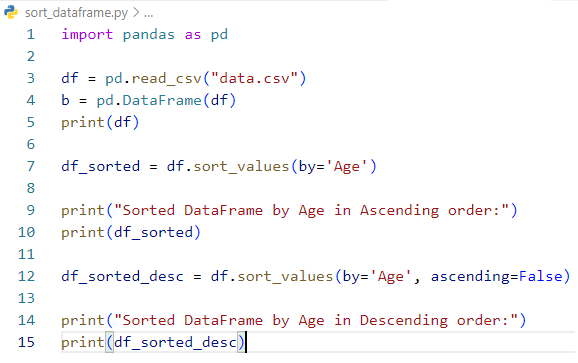 sort_dataframe.py > ...
1 import pandas as pd
2
3 df = pd.read_csv("data.csv")
4 b = pd.DataFrame(df)
5 print(df)
6
7 df_sorted = df.sort_values(by='Age')
8
9 print("Sorted DataFrame by Age in Ascending order:")
10 print(df_sorted)
11
12 df_sorted_desc = df.sort_values(by='Age', ascending=False)
13
14 print("Sorted DataFrame by Age in Descending order:")
15 print(df_sorted_desc)